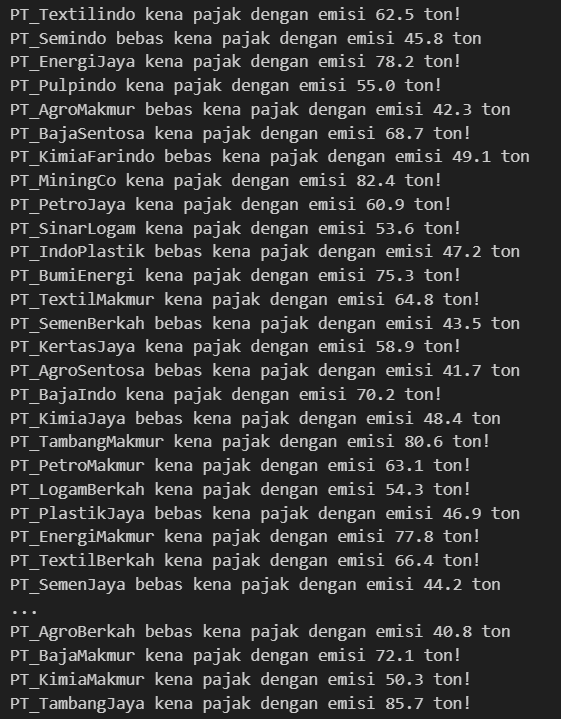 PT_Textilindo kena pajak dengan emisi 62.5 ton!
PT_Semindo bebas kena pajak dengan emisi 45.8 ton
PT_EnergiJaya kena pajak dengan emisi 78.2 ton!
PT_Pulpindo kena pajak dengan emisi 55.0 ton!
PT_AgroMakmur bebas kena pajak dengan emisi 42.3 ton
PT_BajaSentosa kena pajak dengan emisi 68.7 ton!
PT_KimiaFarindo bebas kena pajak dengan emisi 49.1 ton
PT_MiningCo kena pajak dengan emisi 82.4 ton!
PT_PetroJaya kena pajak dengan emisi 60.9 ton!
PT_SinarLogam kena pajak dengan emisi 53.6 ton!
PT_IndoPlastik bebas kena pajak dengan emisi 47.2 ton
PT_BumiEnergi kena pajak dengan emisi 75.3 ton!
PT_TextilMakmur kena pajak dengan emisi 64.8 ton!
PT_SemenBerkah bebas kena pajak dengan emisi 43.5 ton
PT_KertasJaya kena pajak dengan emisi 58.9 ton!
PT_AgroSentosa bebas kena pajak dengan emisi 41.7 ton
PT_BajaIndo kena pajak dengan emisi 70.2 ton!
PT_KimiaJaya bebas kena pajak dengan emisi 48.4 ton
PT_TambangMakmur kena pajak dengan emisi 80.6 ton!
PT_PetroMakmur kena pajak dengan emisi 63.1 ton!
PT_LogamBerkah kena pajak dengan emisi 54.3 ton!
PT_PlastikJaya bebas kena pajak dengan emisi 46.9 ton
PT_EnergiMakmur kena pajak dengan emisi 77.8 ton!
PT_TextilBerkah kena pajak dengan emisi 66.4 ton!
PT_SemenJaya bebas kena pajak dengan emisi 44.2 ton
...
PT_AgroBerkah bebas kena pajak dengan emisi 40.8 ton
PT_BajaMakmur kena pajak dengan emisi 72.1 ton!
PT_KimiaMakmur kena pajak dengan emisi 50.3 ton!
PT_TambangJaya kena pajak dengan emisi 85.7 ton!